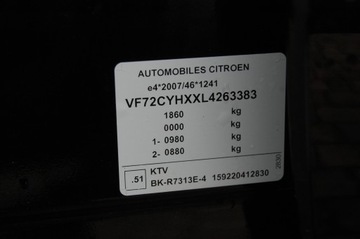 AUTOMOBILES CITROEN
e4*2007/46*1241
VF72CYHXXL4263383
1860 kg
0000 kg
1- 0980 kg
2- 0880 kg
.51 KTV
BK-R7313E-4 159220412830